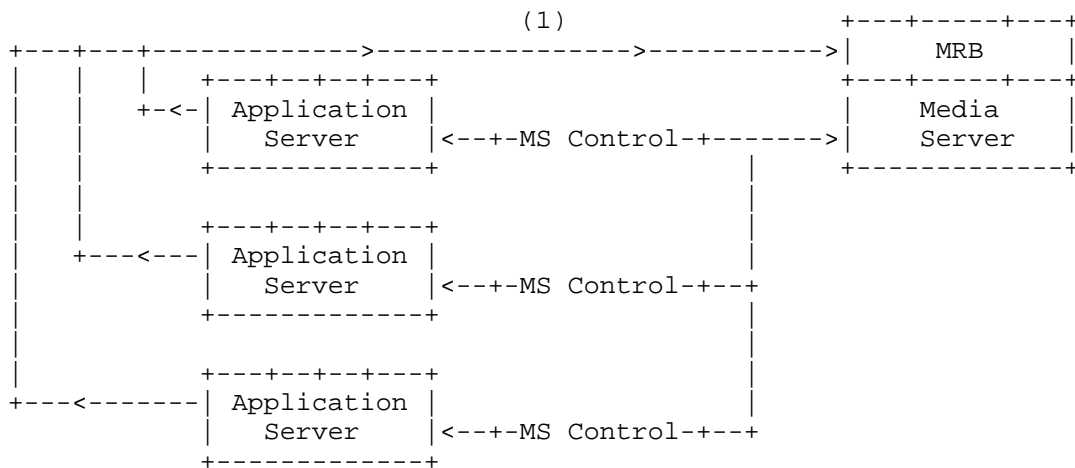 (1)
MRB
Application
Server
Media
Server
MS Control
Application
Server
MS Control
Application
Server
MS Control